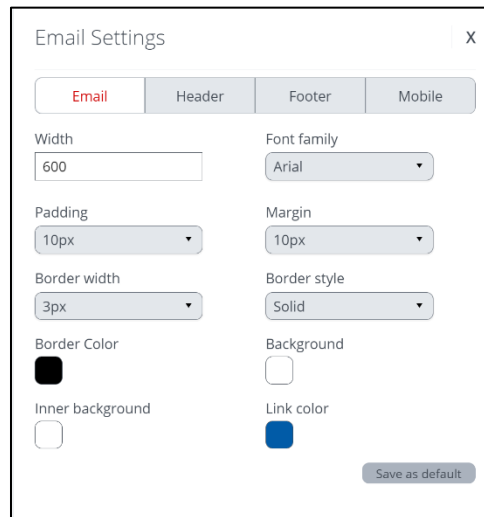 Email Settings X
Email Header Footer Mobile
Width Font family
600 Arial
Padding Margin
10px 10px
Border width Border style
3px Solid
Border Color Background
Inner background Link color
Save as default